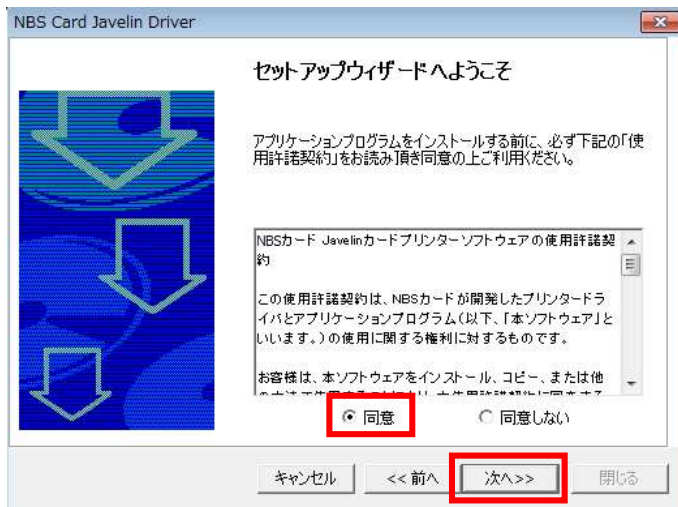 NBS Card Javelin Driver
セットアップウィザードへようこそ
アプリケーションプログラムをインストールする前に、必ず下記の「使
用許諾契約」をお読み頂き同意の上ご利用ください。
NBSカード Javelinカードプリンターソフトウェアの使用許諾契
約
この使用許諾契約は、NBSカードが開発したプリンタードラ
イバとアプリケーションプログラム(以下、「本ソフトウェア」と
いいます。)の使用に関する権利に対するものです。
お客様は、本ソフトウェアをインストール、コピー、または他
同意
同意しない
キャンセル
<<前へ
次へ>>
閉じる